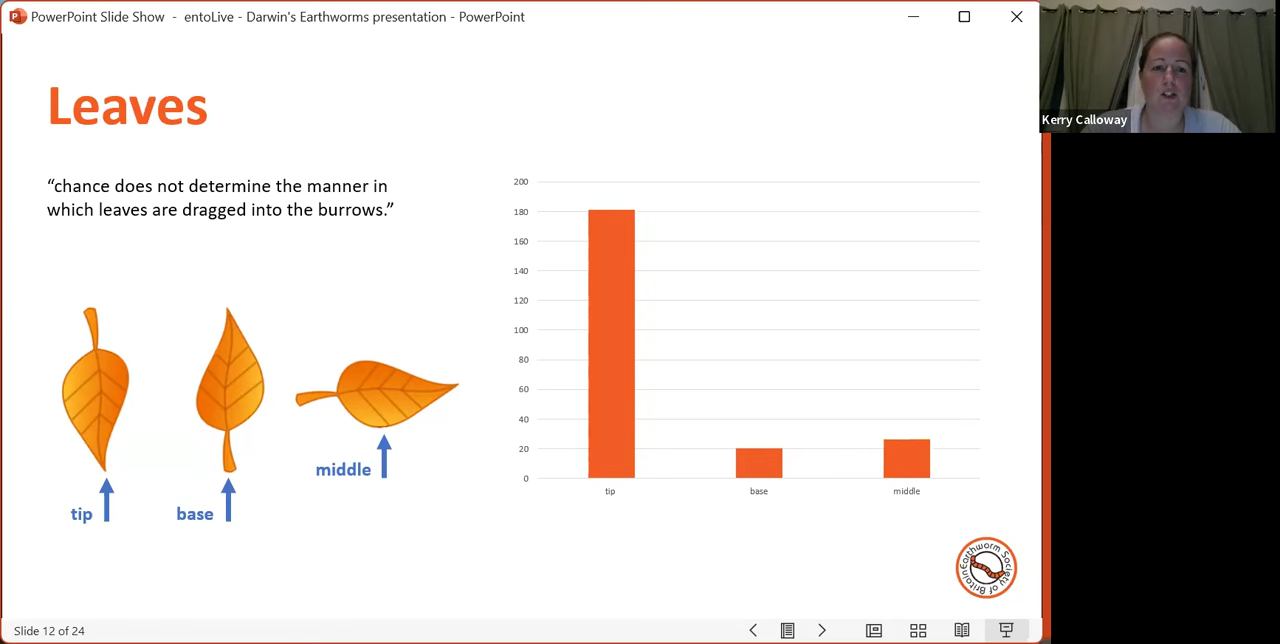 PowerPoint Slide Show - entoLive - Darwin's Earthworms presentation - PowerPoint
Kerry Calloway
Leaves
“chance does not determine the manner in
which leaves are dragged into the burrows.”
tip
base
middle
200
180
160
140
120
100
80
60
40
20
0
tip
base
middle
Earthworm Society of Britain
Slide 12 of 24